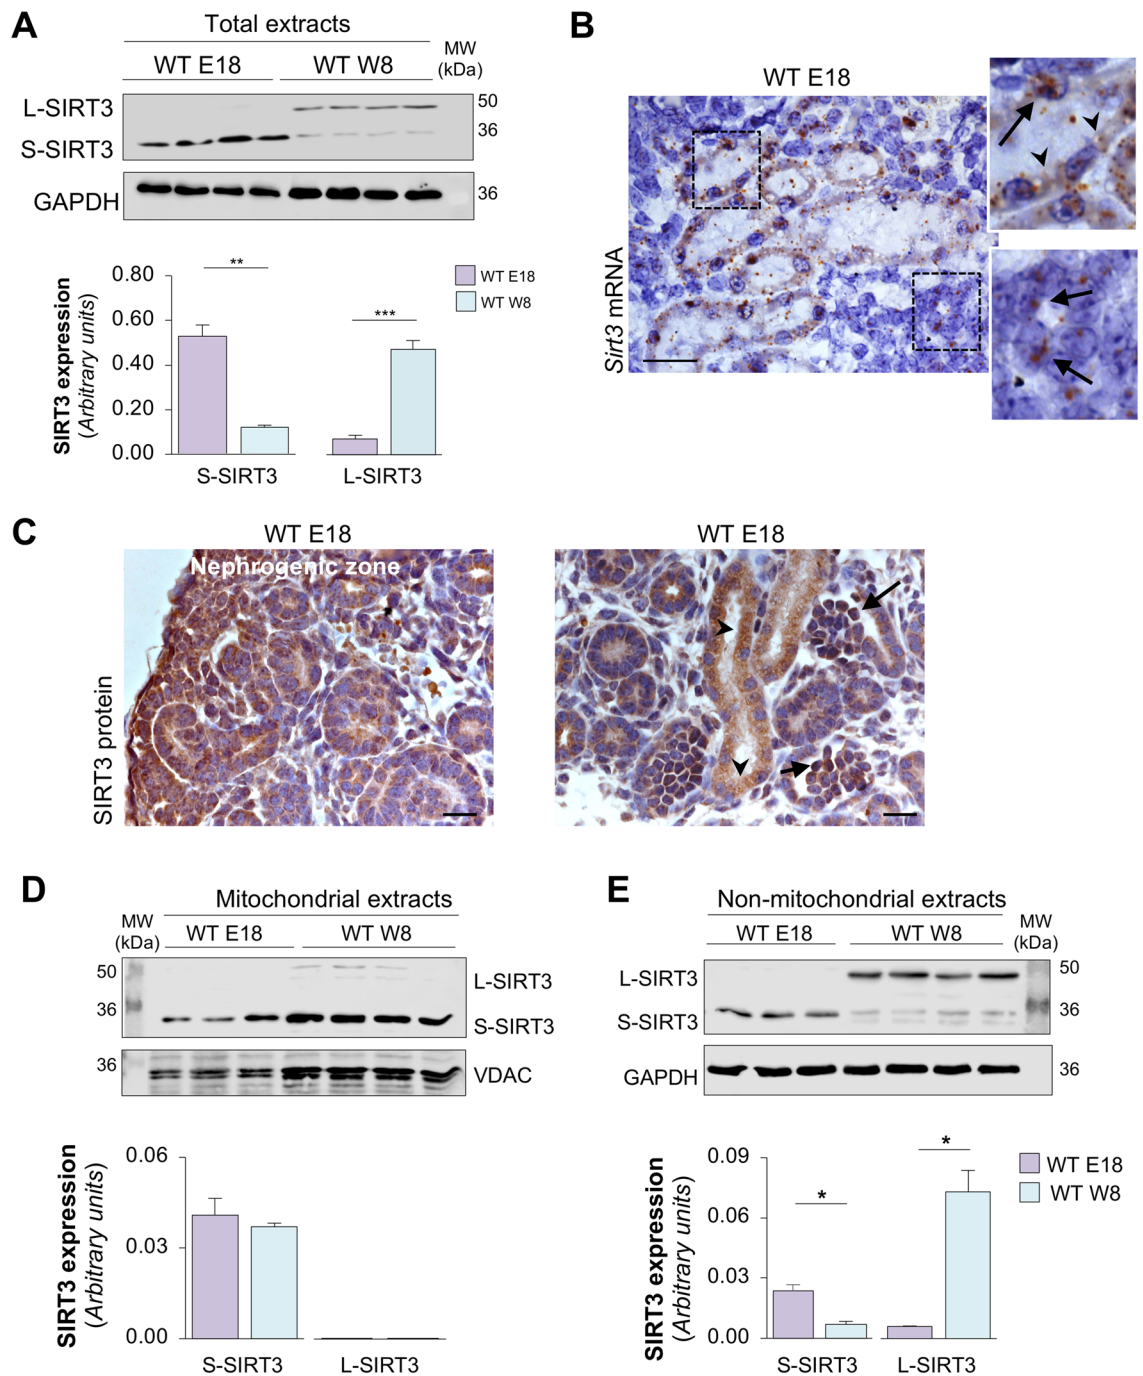 A
Total extracts
WT E18
WT W8
MW
(kDa)
L-SIRT3
50
S-SIRT3
36
GAPDH
36
SIRT3 expression
(Arbitrary units)
0.80
0.60
0.40
0.20
0.00
**
***
WT E18
WT W8
S-SIRT3
L-SIRT3
B
WT E18
Sirt3 mRNA
C
WT E18
WT E18
Nephrogenic zone
SIRT3 protein
D
Mitochondrial extracts
MW
(kDa)
WT E18
WT W8
50
L-SIRT3
36
S-SIRT3
36
VDAC
SIRT3 expression
(Arbitrary units)
0.06
0.03
0.00
S-SIRT3
L-SIRT3
E
Non-mitochondrial extracts
WT E18
WT W8
MW
(kDa)
L-SIRT3
50
S-SIRT3
36
GAPDH
36
SIRT3 expression
(Arbitrary units)
0.09
0.06
0.03
0.00
*
*
WT E18
WT W8
S-SIRT3
L-SIRT3